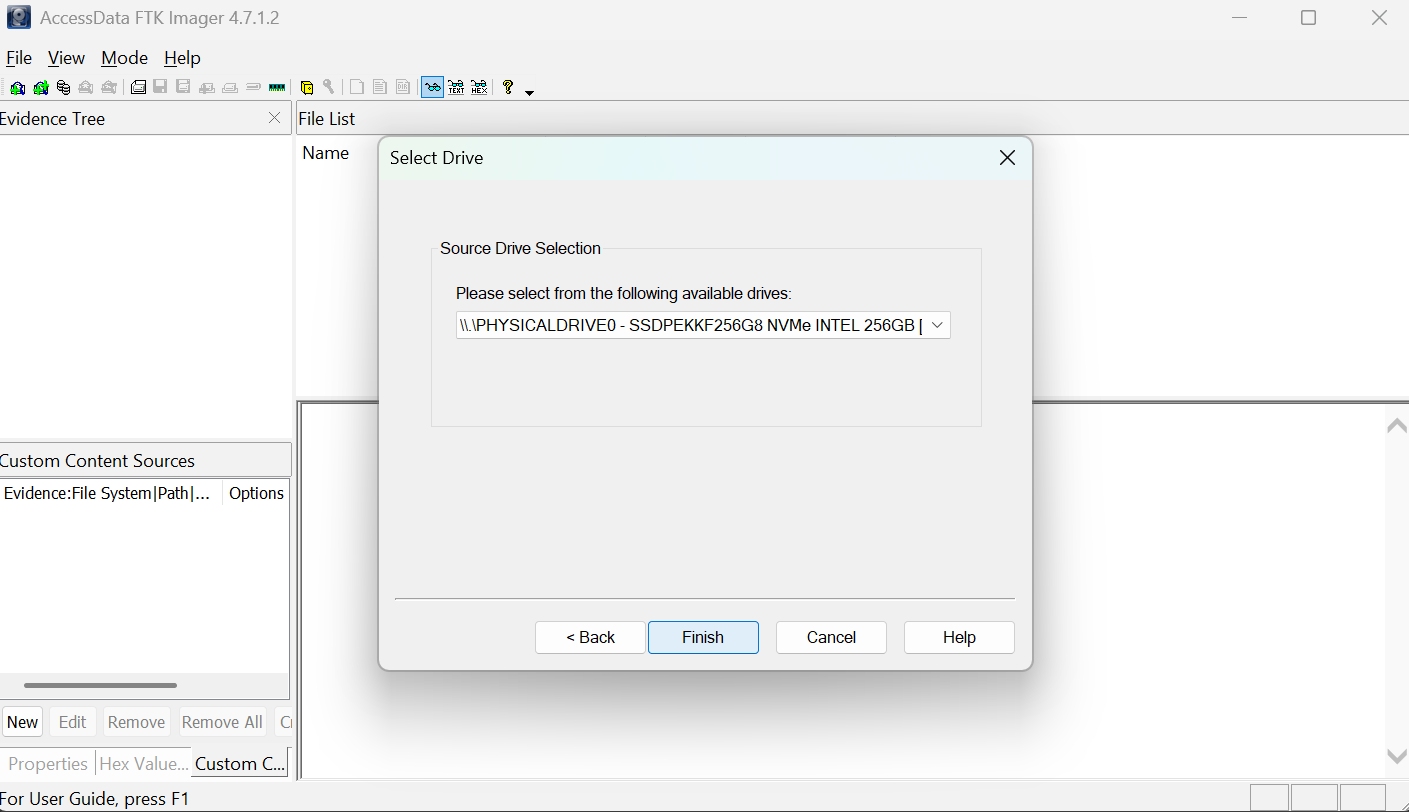 AccessData FTK Imager 4.7.1.2
File View Mode Help
Evidence Tree
File List
Name
Select Drive
Source Drive Selection
Please select from the following available drives:
\\.\PHYSICALDRIVE0 - SSDPEKKF256G8 NVMe INTEL 256GB [
< Back Finish Cancel Help
Custom Content Sources
Evidence:File System|Path|... Options
New Edit Remove Remove All
Properties Hex Value... Custom C...
For User Guide, press F1